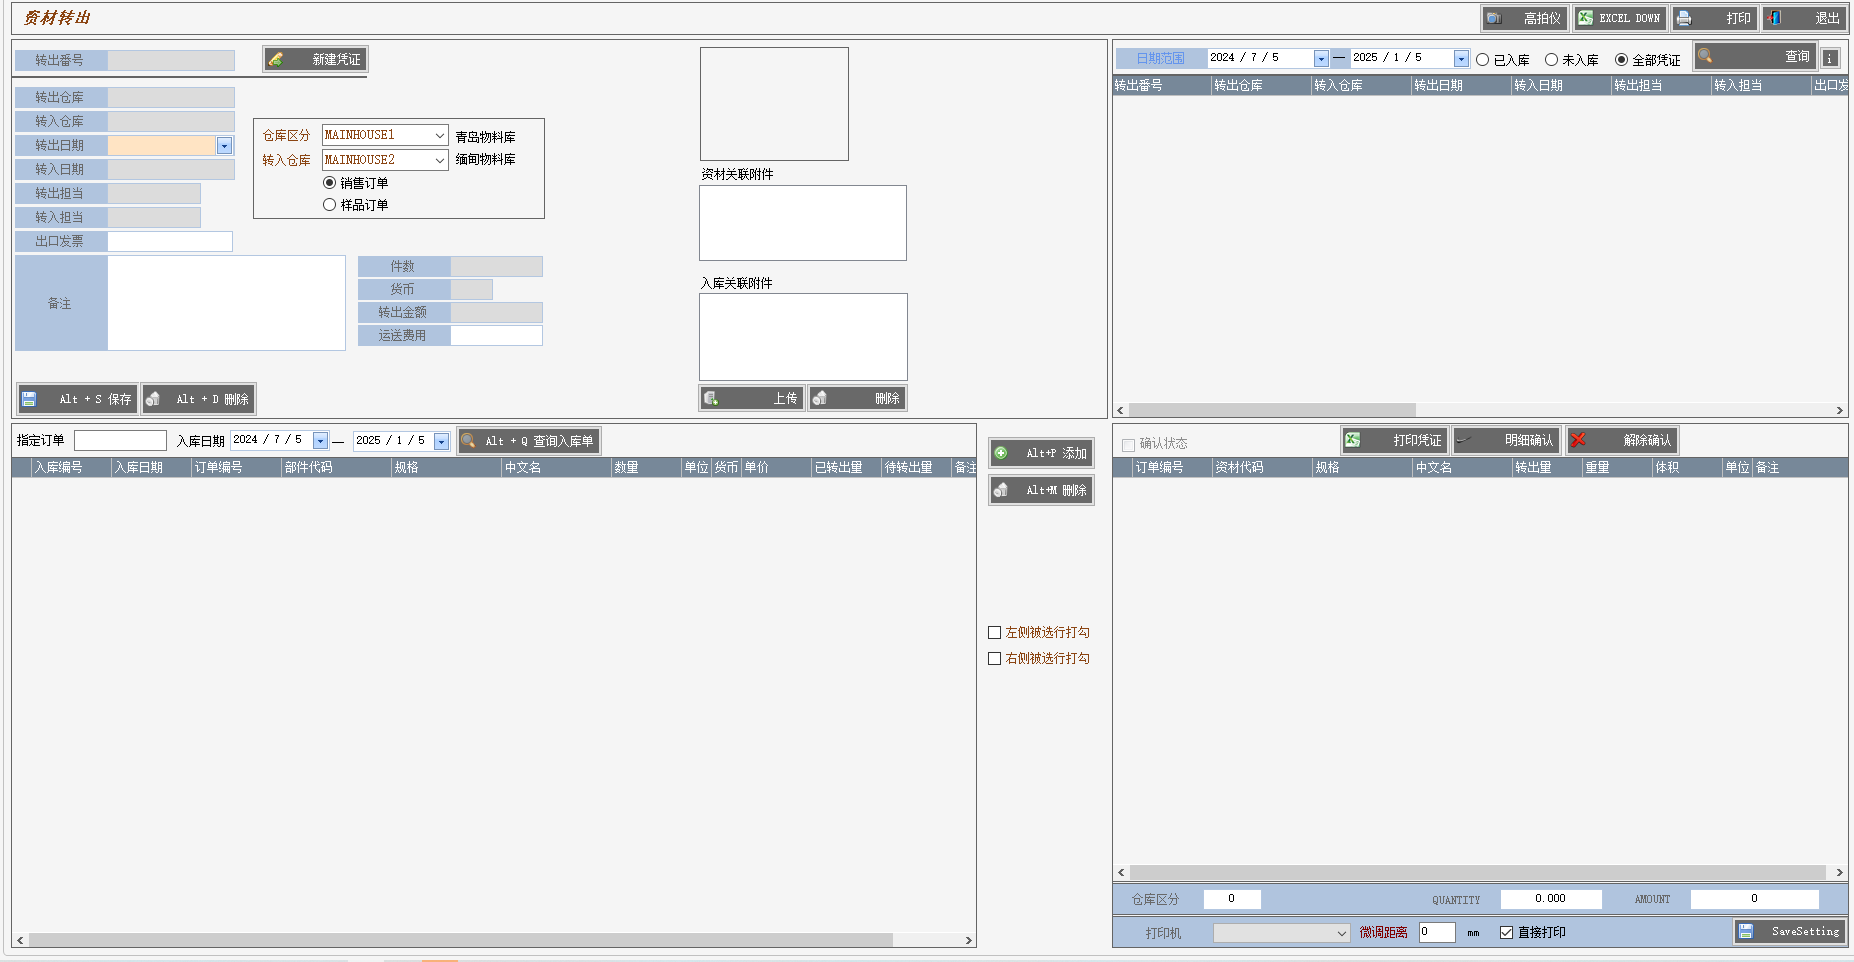 资材转出
高拍仪 EXCEL DOWN 打印 退出
转出番号 新建凭证
转出仓库
转入仓库
转出日期
转入日期
转出担当
转入担当
出口发票
备注
仓库区分 MAINHOUSE1 青岛物料库
转入仓库 MAINHOUSE2 缅甸物料库
销售订单
样品订单
件数
货币
转出金额
运送费用
Alt + S 保存 Alt + D 删除
资材关联附件
入库关联附件
上传 删除
日期范围 2024 / 7 / 5 — 2025 / 1 / 5 已入库 未入库 全部凭证 查询 i
转出番号 转出仓库 转入仓库 转出日期 转入日期 转出担当 转入担当 出口发
指定订单 入库日期 2024 / 7 / 5 — 2025 / 1 / 5 Alt + Q 查询入库单
入库编号 入库日期 订单编号 部件代码 规格 中文名 数量 单位 货币 单价 已转出量 待转出量 备注
Alt+P 添加
Alt+M 删除
左侧被选行打勾
右侧被选行打勾
确认状态 打印凭证 明细确认 解除确认
订单编号 资材代码 规格 中文名 转出量 重量 体积 单位 备注
仓库区分 0 QUANTITY 0.000 AMOUNT 0
打印机 微调距离 0 mm 直接打印 SaveSetting